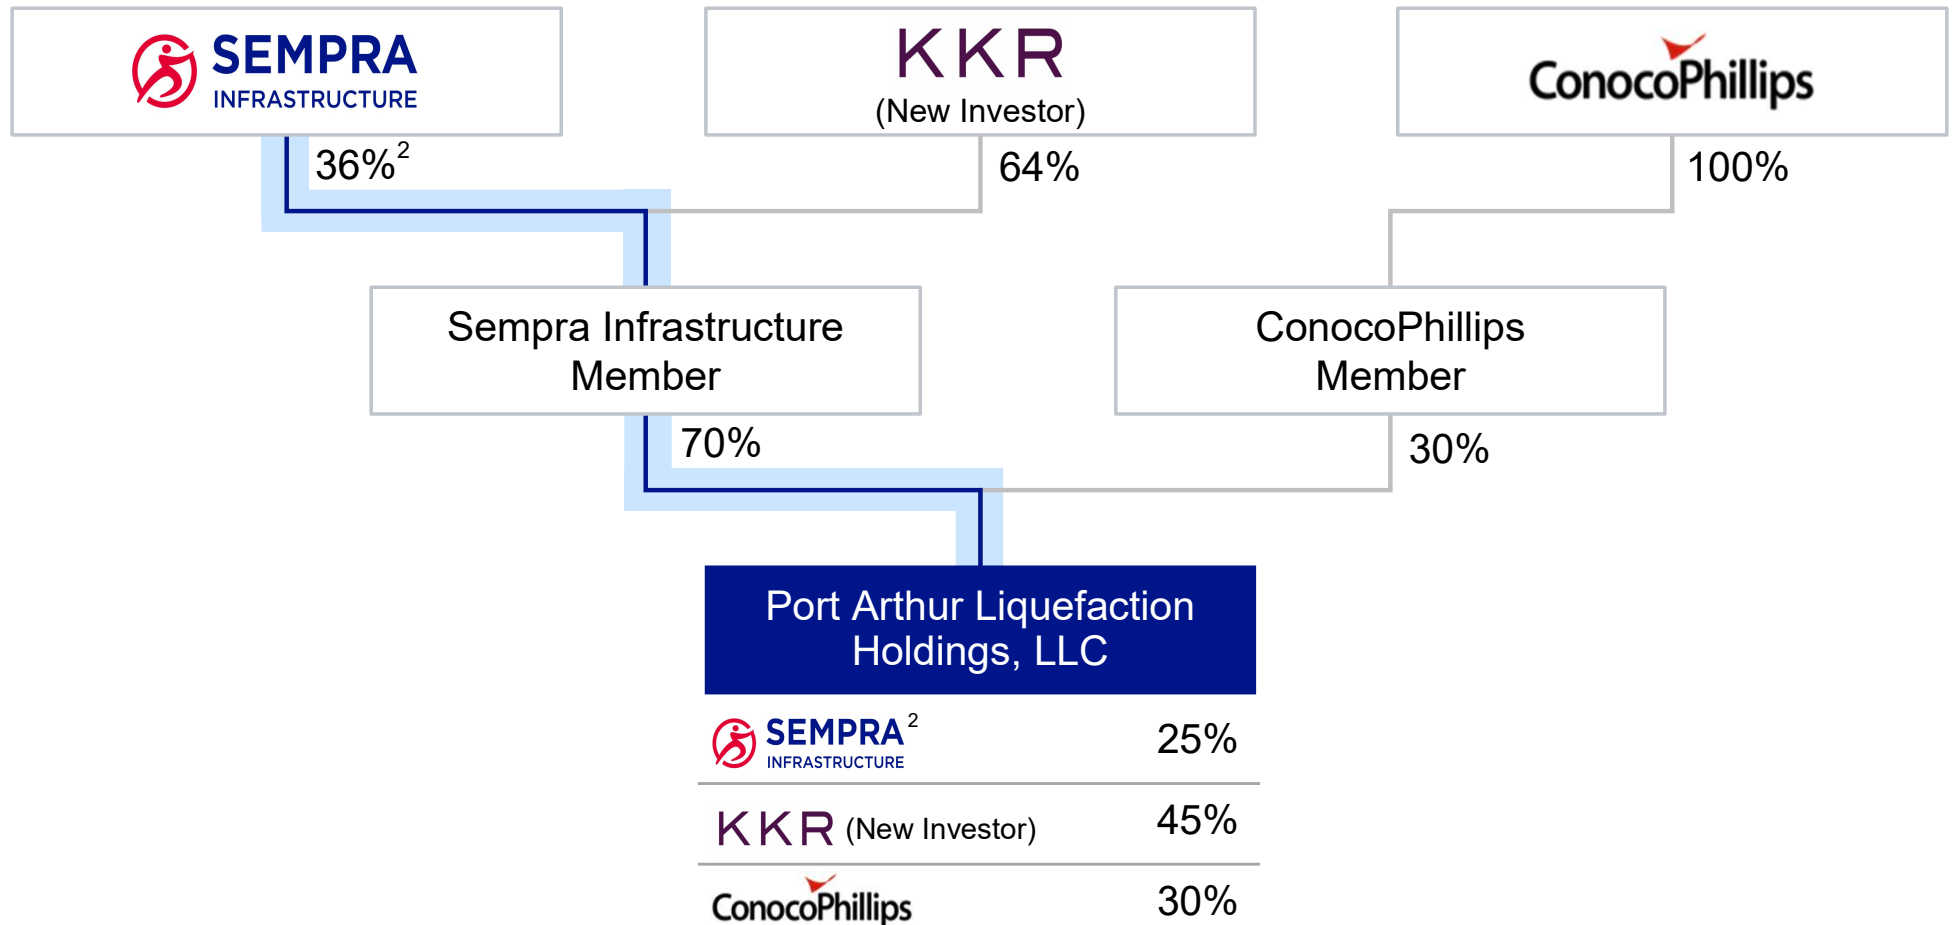 SEMPRA
INFRASTRUCTURE
KKR
(New Investor)
ConocoPhillips
36%2
64%
100%
Sempra Infrastructure
Member
ConocoPhillips
Member
70%
30%
Port Arthur Liquefaction
Holdings, LLC
SEMPRA2 25%
INFRASTRUCTURE
KKR (New Investor) 45%
ConocoPhillips 30%